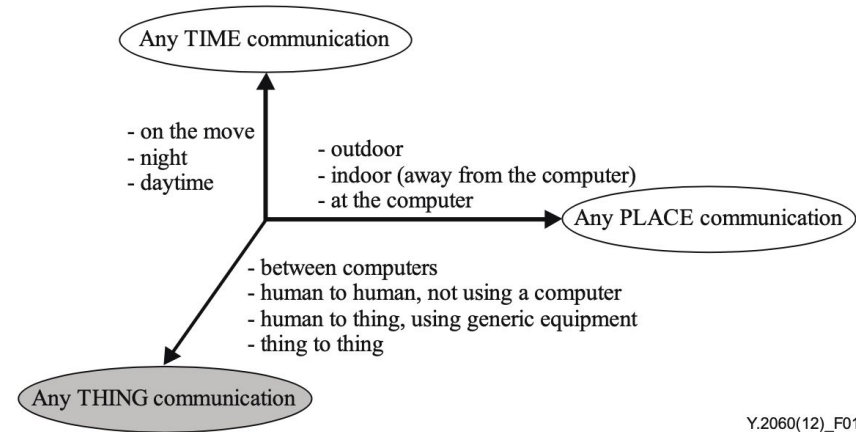 Any TIME communication
- on the move
- night
- daytime
- outdoor
- indoor (away from the computer)
- at the computer
Any PLACE communication
- between computers
- human to human, not using a computer
- human to thing, using generic equipment
- thing to thing
Any THING communication
Y.2060(12)_F01